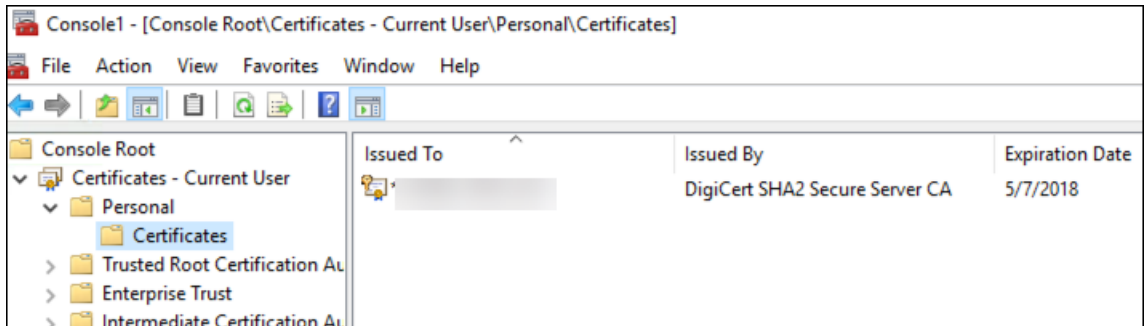 Console1 - [Console Root\Certificates - Current User\Personal\Certificates]
File Action View Favorites Window Help
Console Root
Certificates - Current User
Personal
Certificates
Trusted Root Certification Au
Enterprise Trust
Intermediate Certification Au
Issued To Issued By Expiration Date
* DigiCert SHA2 Secure Server CA 5/7/2018